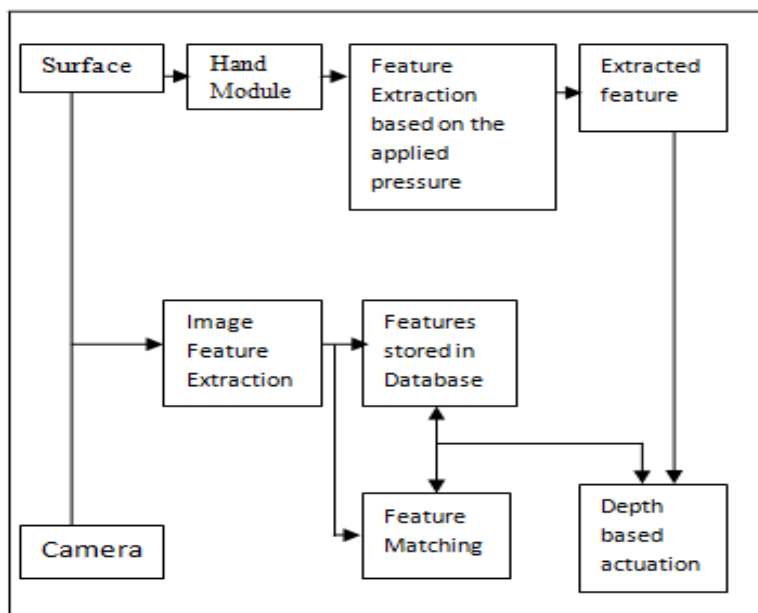 Surface
Hand
Module
Feature
Extraction
based on the
applied
pressure
Extracted
feature
Image
Feature
Extraction
Features
stored in
Database
Camera
Feature
Matching
Depth
based
actuation